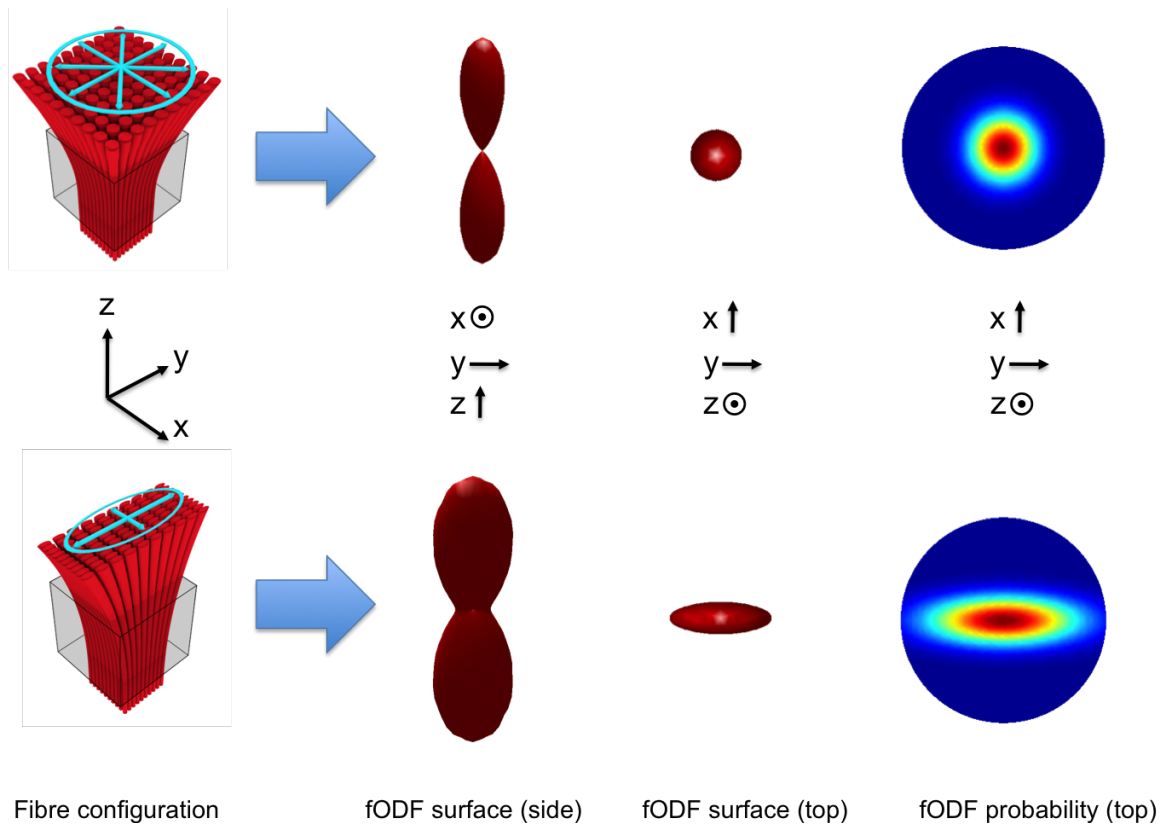 z
y
x
x ⊙
y →
z ↑
x ↑
y →
z ⊙
x ↑
y →
z ⊙
Fibre configuration
fODF surface (side)
fODF surface (top)
fODF probability (top)